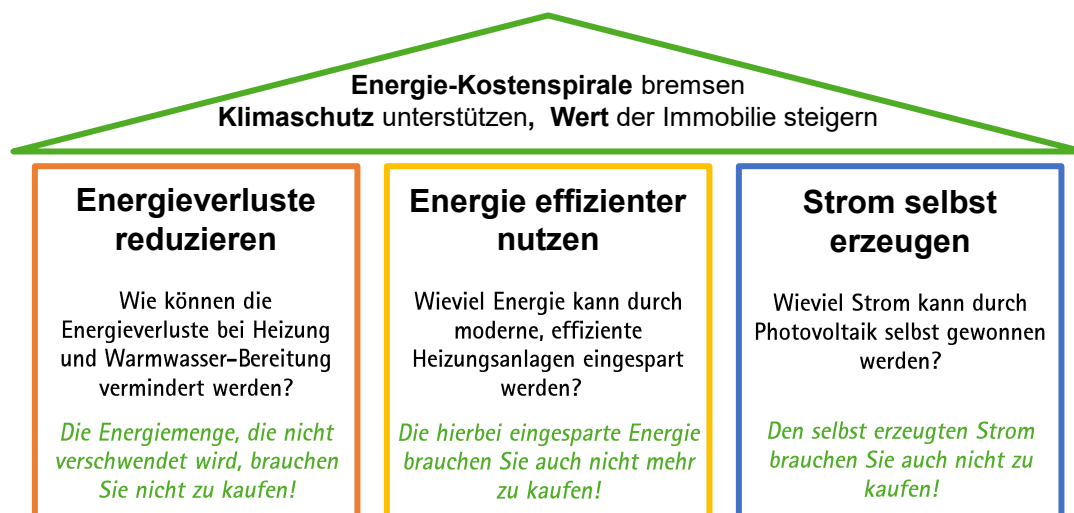 Energie-Kostenspirale bremsen
Klimaschutz unterstützen, Wert der Immobilie steigern
Energieverluste
reduzieren
Wie können die
Energieverluste bei Heizung
und Warmwasser-Bereitung
vermindert werden?
Die Energiemenge, die nicht
verschwendet wird, brauchen
Sie nicht zu kaufen!
Energie effizienter
nutzen
Wieviel Energie kann durch
moderne, effiziente
Heizungsanlagen eingespart
werden?
Die hierbei eingesparte Energie
brauchen Sie auch nicht mehr
zu kaufen!
Strom selbst
erzeugen
Wieviel Strom kann durch
Photovoltaik selbst gewonnen
werden?
Den selbst erzeugten Strom
brauchen Sie auch nicht zu
kaufen!